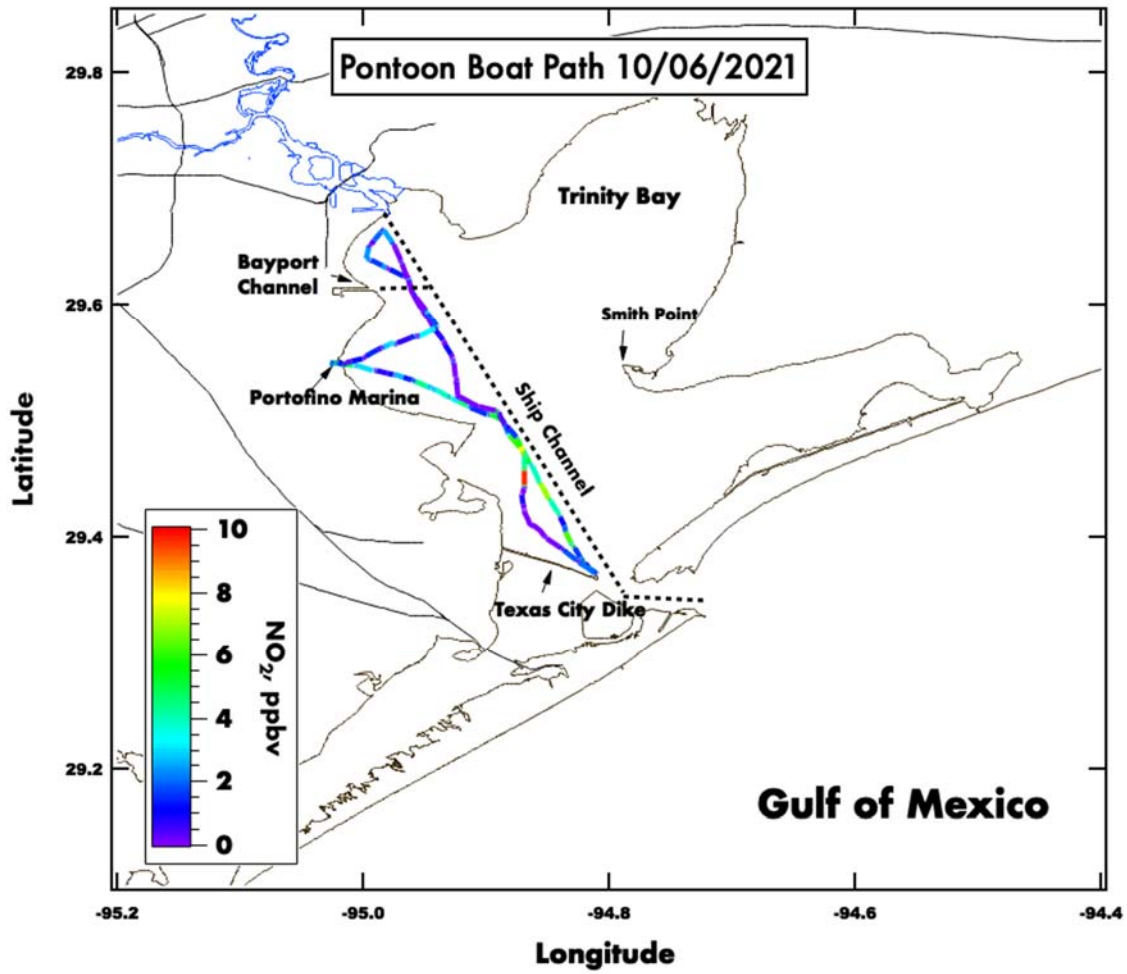 Pontoon Boat Path 10/06/2021
29.8
Trinity Bay
Bayport
Channel
29.6
Smith Point
Portofino Marina
Ship Channel
Latitude
29.4
10
8
6
4
2
0
NO2, ppbv
Texas City Dike
29.2
Gulf of Mexico
-95.2
-95.0
-94.8
-94.6
-94.4
Longitude